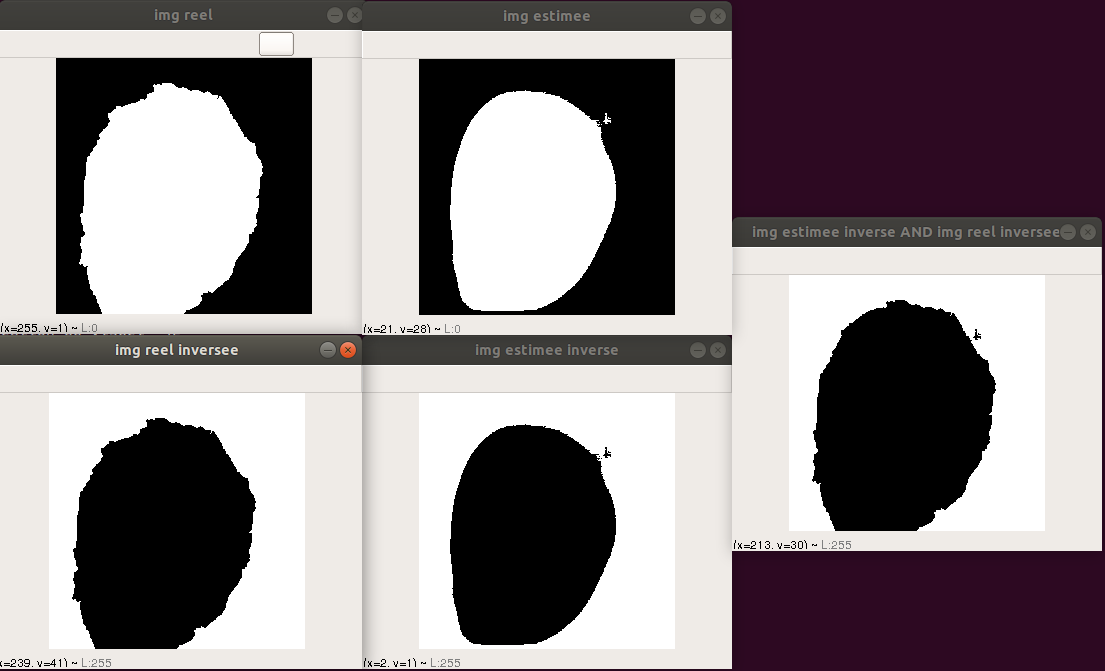 img reel
img estimee
(x=255, y=1) ~ L:0
(x=21, y=28) ~ L:0
img estimee inverse AND img reel inversee
(x=213, y=30) ~ L:255
img reel inversee
img estimee inverse
x=239, y=41) ~ L:255
(x=2, y=1) ~ L:255